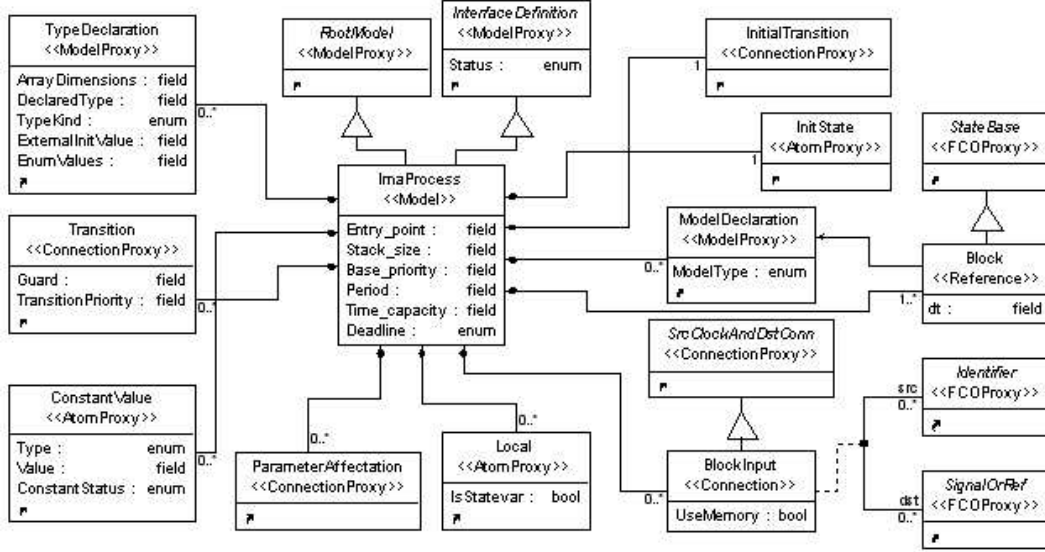 TypeDeclaration
<<ModelProxy>>
ArrayDimensions : field
DeclaredType : field
TypeKind : enum
ExternalInitValue : field
EnumValues : field
0..*
RootModel
<<ModelProxy>>
InterfaceDefinition
<<ModelProxy>>
Status : enum
InitialTransition
<<ConnectionProxy>>
1
InitState
<<AtomProxy>>
1
StateBase
<<FCOProxy>>
ImaProcess
<<Model>>
Entry_point : field
Stack_size : field
Base_priority : field
Period : field
Time_capacity : field
Deadline : enum
Transition
<<ConnectionProxy>>
Guard : field
TransitionPriority : field
0..*
ModelDeclaration
<<ModelProxy>>
ModelType : enum
0..*
Block
<<Reference>>
dt : field
1..*
SrcClockAndDstConn
<<ConnectionProxy>>
Identifier
<<FCOProxy>>
src
0..*
ConstantValue
<<AtomProxy>>
Type : enum
Value : field
ConstantStatus : enum
0..*
ParameterAffectation
<<ConnectionProxy>>
0..*
Local
<<AtomProxy>>
IsStatevar : bool
0..*
BlockInput
<<Connection>>
UseMemory : bool
0..*
SignalOrRef
<<FCOProxy>>
dst
0..*